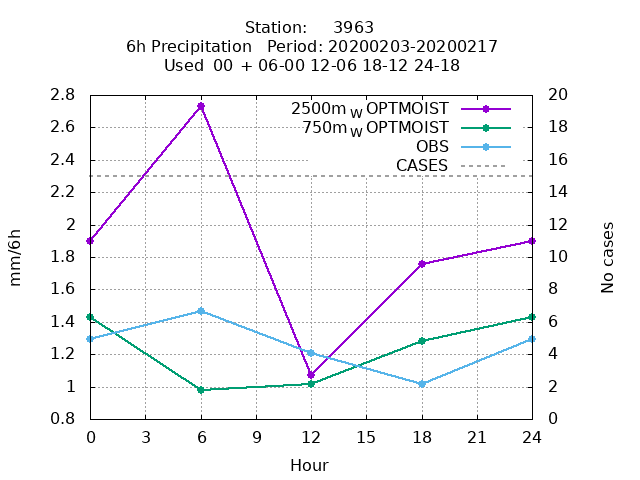 Station: 3963
6h Precipitation Period: 20200203-20200217
Used 00 + 06-00 12-06 18-12 24-18
2500m_W OPTMOIST
750m_W OPTMOIST
OBS
CASES
mm/6h
2.8
2.6
2.4
2.2
2
1.8
1.6
1.4
1.2
1
0.8
20
18
16
14
12
10
8
6
4
2
0
No cases
0 3 6 9 12 15 18 21 24
Hour